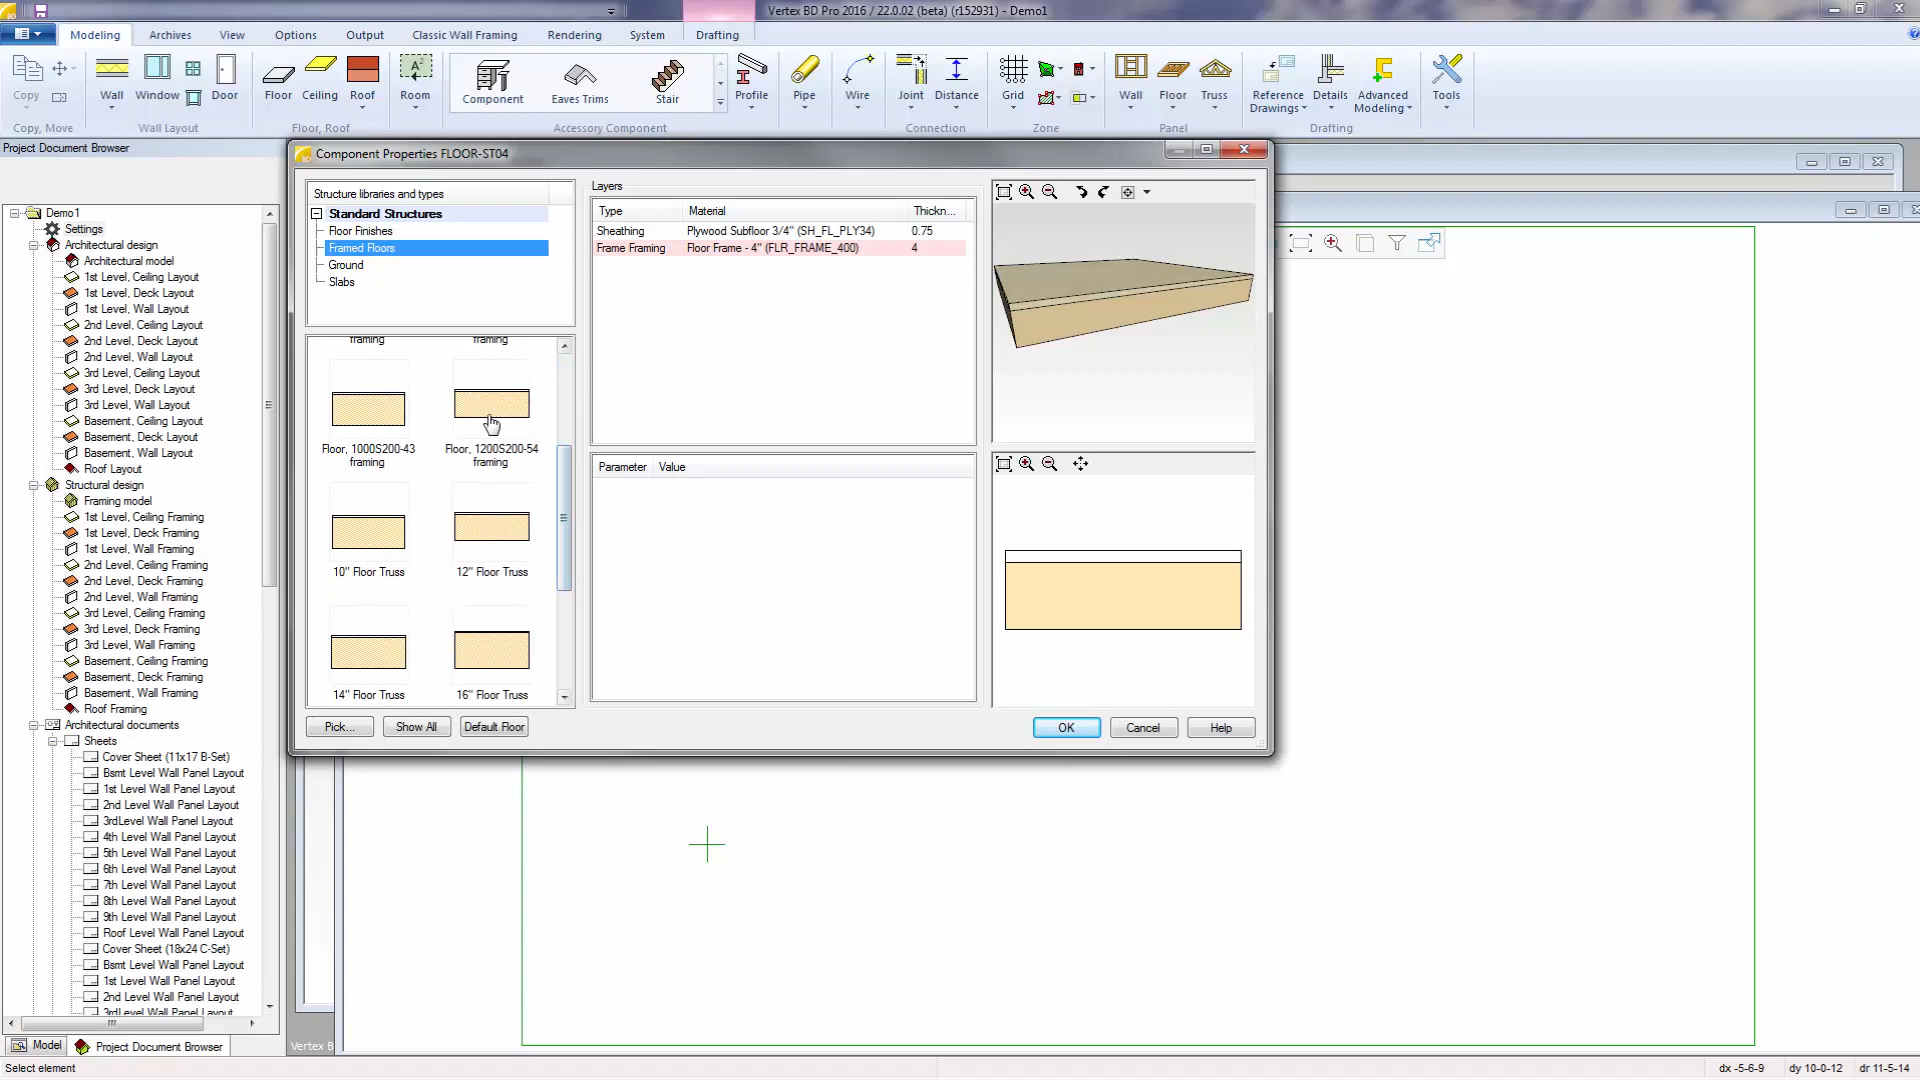 Vertex BD Pro 2016 / 22.0.02 (beta) (r152931) - Demo1
Modeling Archives View Options Output Classic Wall Framing Rendering System Drafting
Copy Wall Window Door Floor Ceiling Roof Room Component Eaves Trims Stair Profile Pipe Wire Joint Distance Grid Wall Floor Truss Reference Drawings Details Advanced Modeling Tools
Copy, Move Wall Layout Floor, Roof Accessory Component Connection Zone Panel Drafting
Project Document Browser
Demo1
Settings
Architectural design
Architectural model
1st Level, Ceiling Layout
1st Level, Deck Layout
1st Level, Wall Layout
2nd Level, Ceiling Layout
2nd Level, Deck Layout
2nd Level, Wall Layout
3rd Level, Ceiling Layout
3rd Level, Deck Layout
3rd Level, Wall Layout
Basement, Ceiling Layout
Basement, Deck Layout
Basement, Wall Layout
Roof Layout
Structural design
Framing model
1st Level, Ceiling Framing
1st Level, Deck Framing
1st Level, Wall Framing
2nd Level, Ceiling Framing
2nd Level, Deck Framing
2nd Level, Wall Framing
3rd Level, Ceiling Framing
3rd Level, Deck Framing
3rd Level, Wall Framing
Basement, Ceiling Framing
Basement, Deck Framing
Basement, Wall Framing
Roof Framing
Architectural documents
Sheets
Cover Sheet (11x17 B-Set)
Bsmt Level Wall Panel Layout
1st Level Wall Panel Layout
2nd Level Wall Panel Layout
3rdLevel Wall Panel Layout
4th Level Wall Panel Layout
5th Level Wall Panel Layout
6th Level Wall Panel Layout
7th Level Wall Panel Layout
8th Level Wall Panel Layout
9th Level Wall Panel Layout
Roof Level Wall Panel Layout
Cover Sheet (18x24 C-Set)
Bsmt Level Wall Panel Layout
1st Level Wall Panel Layout
2nd Level Wall Panel Layout
3rdLevel Wall Panel Layout
Model Project Document Browser
Component Properties FLOOR-ST04
Structure libraries and types
Standard Structures
Floor Finishes
Framed Floors
Ground
Slabs
framing framing
Floor, 1000S200-43 framing
Floor, 1200S200-54 framing
10" Floor Truss 12" Floor Truss
14" Floor Truss 16" Floor Truss
Pick... Show All Default Floor
Layers
Type Material Thickn...
Sheathing Plywood Subfloor 3/4" (SH_FL_PLY34) 0.75
Frame Framing Floor Frame - 4" (FLR_FRAME_400) 4
Parameter Value
OK Cancel Help
Vertex B
Select element
dx -5-6-9 dy 10-0-12 dr 11-5-14